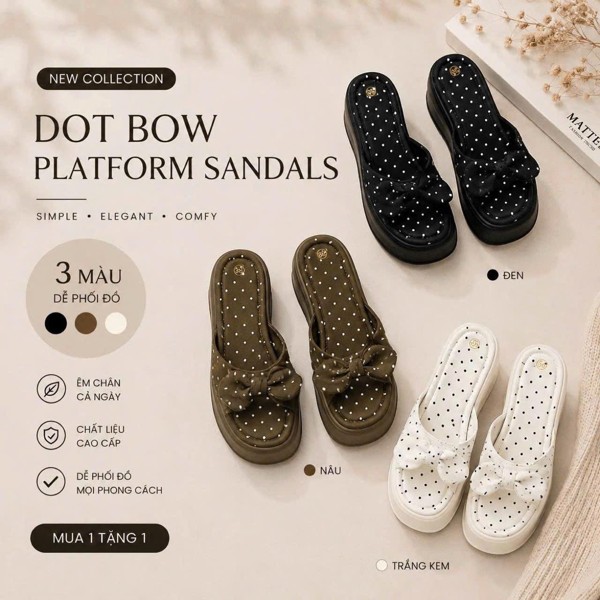 NEW COLLECTION
DOT BOW
PLATFORM SANDALS
SIMPLE • ELEGANT • COMFY
3 MÀU
DỄ PHỐI ĐỒ
ÊM CHÂN
CẢ NGÀY
CHẤT LIỆU
CAO CẤP
DỄ PHỐI ĐỒ
MỌI PHONG CÁCH
MUA 1 TẶNG 1
ĐEN
NÂU
TRẮNG KEM
MATTE